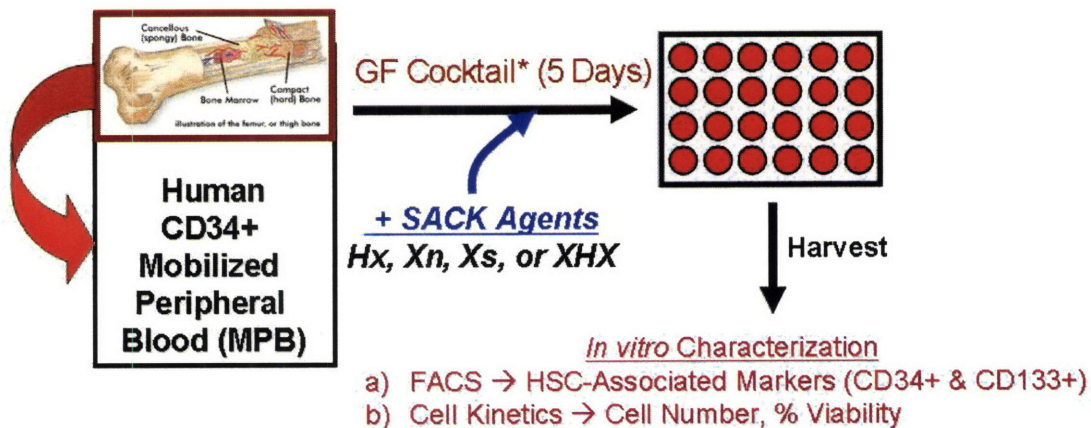 Cancellous
(spongy) Bone
Bone Marrow
Compact
(hard) Bone
illustration of the femur, or thigh bone
Human
CD34+
Mobilized
Peripheral
Blood (MPB)
GF Cocktail* (5 Days)
+ SACK Agents
Hx, Xn, Xs, or XHX
Harvest
In vitro Characterization
a) FACS → HSC-Associated Markers (CD34+ & CD133+)
b) Cell Kinetics → Cell Number, % Viability